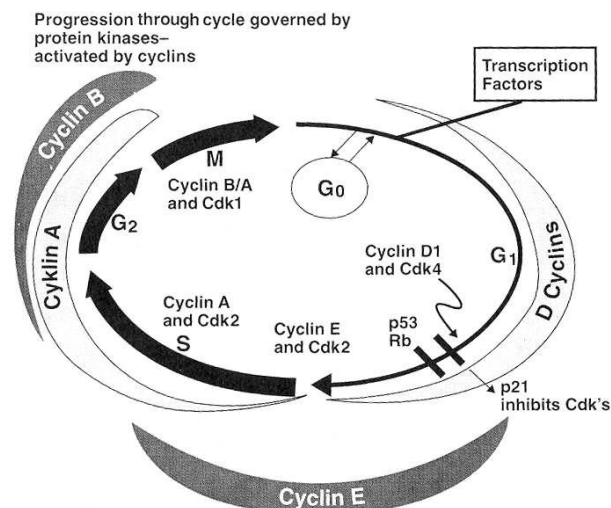 Progression through cycle governed by
protein kinases–
activated by cyclins
Transcription
Factors
Cyclin B
M
Cyclin B/A
and Cdk1
G0
G2
Cyklin A
G1
Cyclin D1
and Cdk4
D Cyclins
Cyclin A
and Cdk2
S
Cyclin E
and Cdk2
p53
Rb
p21
inhibits Cdk's
Cyclin E